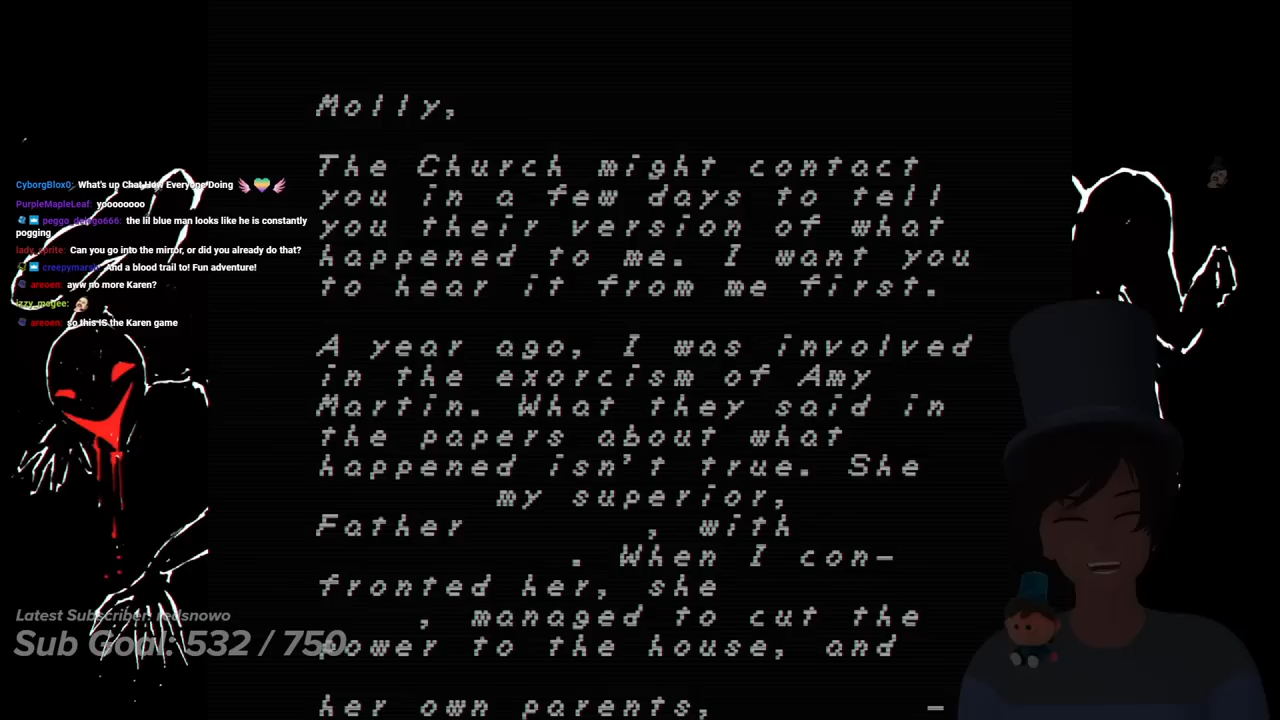 Molly,
The Church might contact
you in a few days to tell
you their version of what
happened to me. I want you
to hear it from me first.
A year ago, I was involved
in the exorcism of Amy
Martin. What they said in
the papers about what
happened isn't true. She
my superior,
Father , with
. When I con-
fronted her, she
, managed to cut the
power to the house, and
her own parents, -
CyborgBlox0: What's up Chat How Everyone Doing
PurpleMapleLeaf: yoooooooo
the lil blue man looks like he is constantly
pogging
lady_sprite: Can you go into the mirror, or did you already do that?
And a blood trail to! Fun adventure!
areoen: aww no more Karen?
izzy_mogee:
areoen: so this IS the Karen game
Latest Subscriber: redsnowo
Sub Goal: 532 / 750